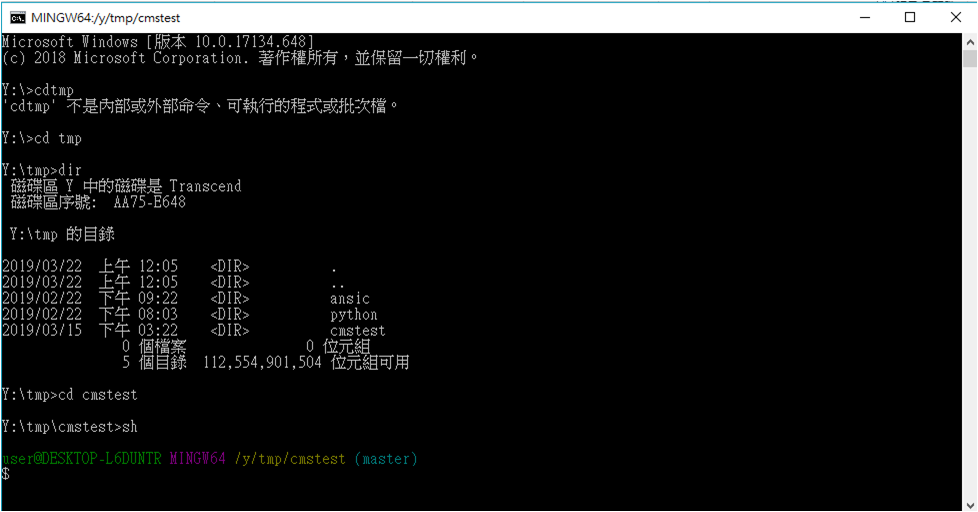 MINGW64:/y/tmp/cmstest
Microsoft Windows [版本 10.0.17134.648]
(c) 2018 Microsoft Corporation. 著作權所有，並保留一切權利。
Y:\>cdtmp
'cdtmp' 不是內部或外部命令、可執行的程式或批次檔。
Y:\>cd tmp
Y:\tmp>dir
磁碟區 Y 中的磁碟是 Transcend
磁碟區序號:  AA75-E648
Y:\tmp 的目錄
2019/03/22  上午 12:05    <DIR>          .
2019/03/22  上午 12:05    <DIR>          ..
2019/02/22  下午 09:22    <DIR>          ansic
2019/02/22  下午 08:03    <DIR>          python
2019/03/15  下午 03:22    <DIR>          cmstest
0 個檔案               0 位元組
5 個目錄  112,554,901,504 位元組可用
Y:\tmp>cd cmstest
Y:\tmp\cmstest>sh
user@DESKTOP-L6DUNTR MINGW64 /y/tmp/cmstest (master)
$